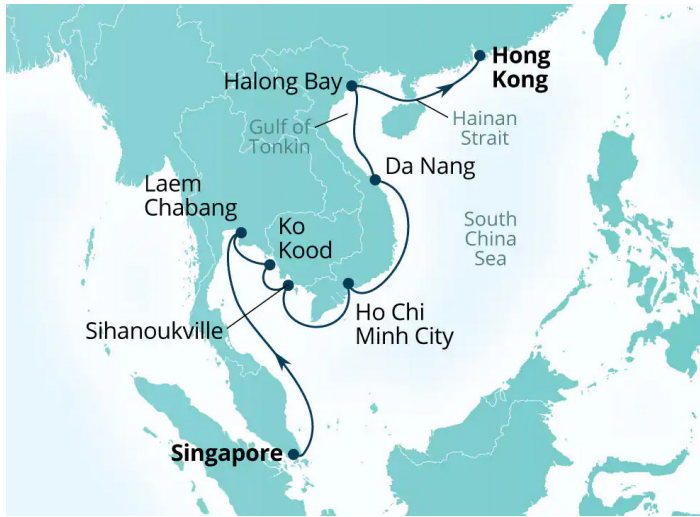 Hong
Kong
Halong Bay
Hainan
Strait
Gulf of
Tonkin
Da Nang
Laem
Chabang
Ko
Kood
South
China
Sea
Sihanoukville
Ho Chi
Minh City
Singapore